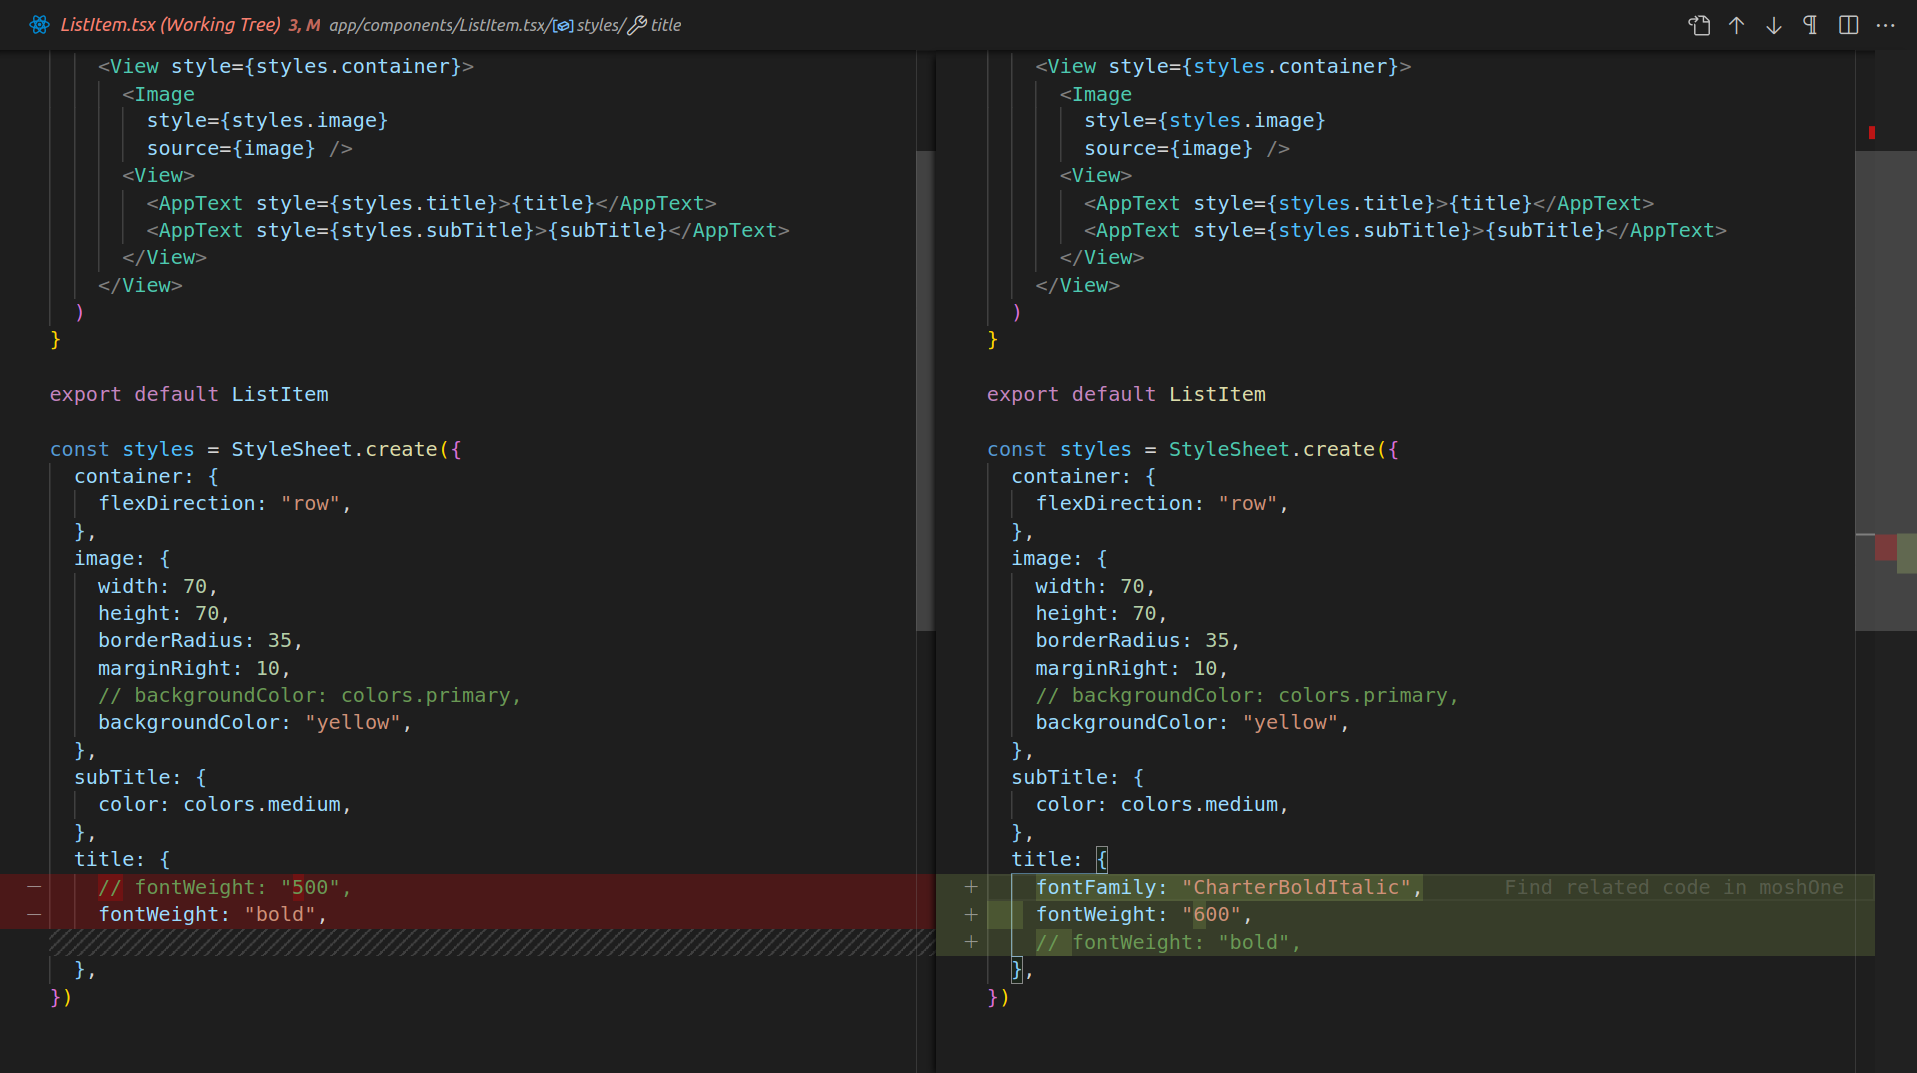 ListItem.tsx (Working Tree) 3, M app/components/ListItem.tsx/styles/title
<View style={styles.container}>
<Image
style={styles.image}
source={image} />
<View>
<AppText style={styles.title}>{title}</AppText>
<AppText style={styles.subTitle}>{subTitle}</AppText>
</View>
</View>
)
}
export default ListItem
const styles = StyleSheet.create({
container: {
flexDirection: "row",
},
image: {
width: 70,
height: 70,
borderRadius: 35,
marginRight: 10,
// backgroundColor: colors.primary,
backgroundColor: "yellow",
},
subTitle: {
color: colors.medium,
},
title: {
// fontWeight: "500",
fontWeight: "bold",
},
})
<View style={styles.container}>
<Image
style={styles.image}
source={image} />
<View>
<AppText style={styles.title}>{title}</AppText>
<AppText style={styles.subTitle}>{subTitle}</AppText>
</View>
</View>
)
}
export default ListItem
const styles = StyleSheet.create({
container: {
flexDirection: "row",
},
image: {
width: 70,
height: 70,
borderRadius: 35,
marginRight: 10,
// backgroundColor: colors.primary,
backgroundColor: "yellow",
},
subTitle: {
color: colors.medium,
},
title: {
+ fontFamily: "CharterBoldItalic", Find related code in moshOne
+ fontWeight: "600",
+ // fontWeight: "bold",
},
})